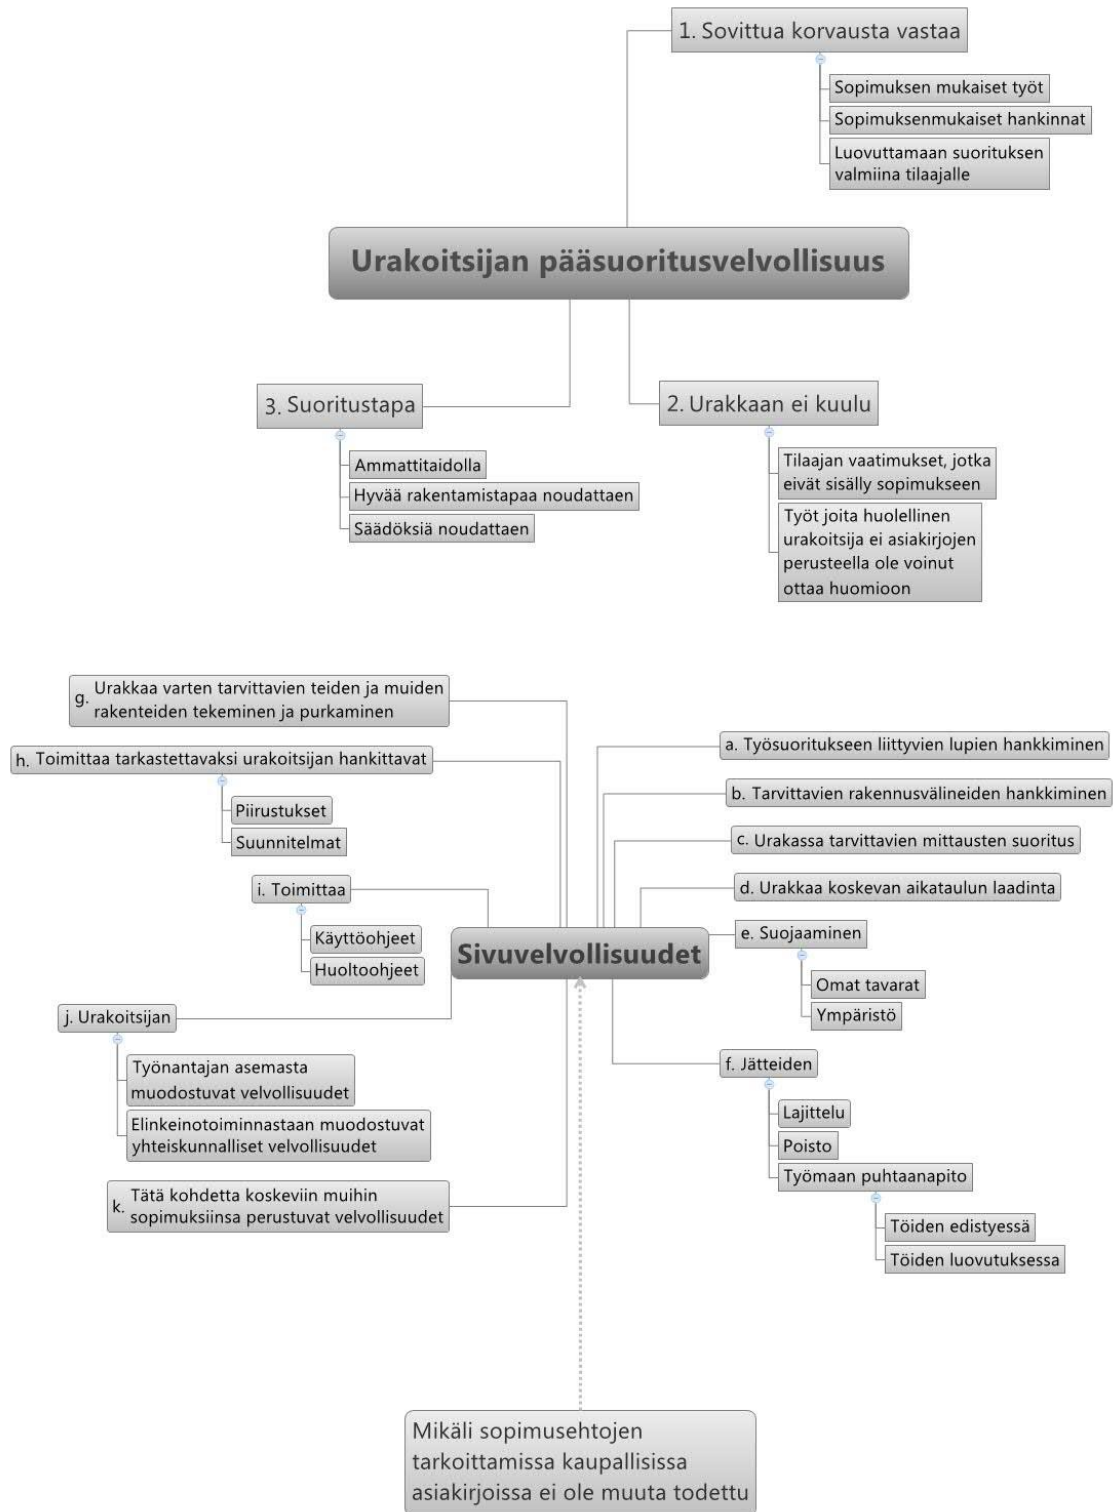 1. Sovittua korvausta vastaa
Sopimuksen mukaiset työt
Sopimuksenmukaiset hankinnat
Luovuttamaan suorituksen
valmiina tilaajalle
Urakoitsijan pääsuoritusvelvollisuus
3. Suoritustapa
Ammattitaidolla
Hyvää rakentamistapaa noudattaen
Säädöksiä noudattaen
2. Urakkaan ei kuulu
Tilaajan vaatimukset, jotka
eivät sisälly sopimukseen
Työt joita huolellinen
urakoitsija ei asiakirjojen
perusteella ole voinut
ottaa huomioon
g. Urakkaa varten tarvittavien teiden ja muiden
rakenteiden tekeminen ja purkaminen
h. Toimittaa tarkastettavaksi urakoitsijan hankittavat
Piirustukset
Suunnitelmat
i. Toimittaa
Käyttöohjeet
Huoltoohjeet
j. Urakoitsijan
Työnantajan asemasta
muodostuvat velvollisuudet
Elinkeinotoiminnastaan muodostuvat
yhteiskunnalliset velvollisuudet
k. Tätä kohdetta koskeviin muihin
sopimuksiinsa perustuvat velvollisuudet
Sivuvelvollisuudet
a. Työsuoritukseen liittyvien lupien hankkiminen
b. Tarvittavien rakennusvälineiden hankkiminen
c. Urakassa tarvittavien mittausten suoritus
d. Urakkaa koskevan aikataulun laadinta
e. Suojaaminen
Omat tavarat
Ympäristö
f. Jätteiden
Lajittelu
Poisto
Työmaan puhtaanapito
Töiden edistyessä
Töiden luovutuksessa
Mikäli sopimusehtojen
tarkoittamissa kaupallisissa
asiakirjoissa ei ole muuta todettu